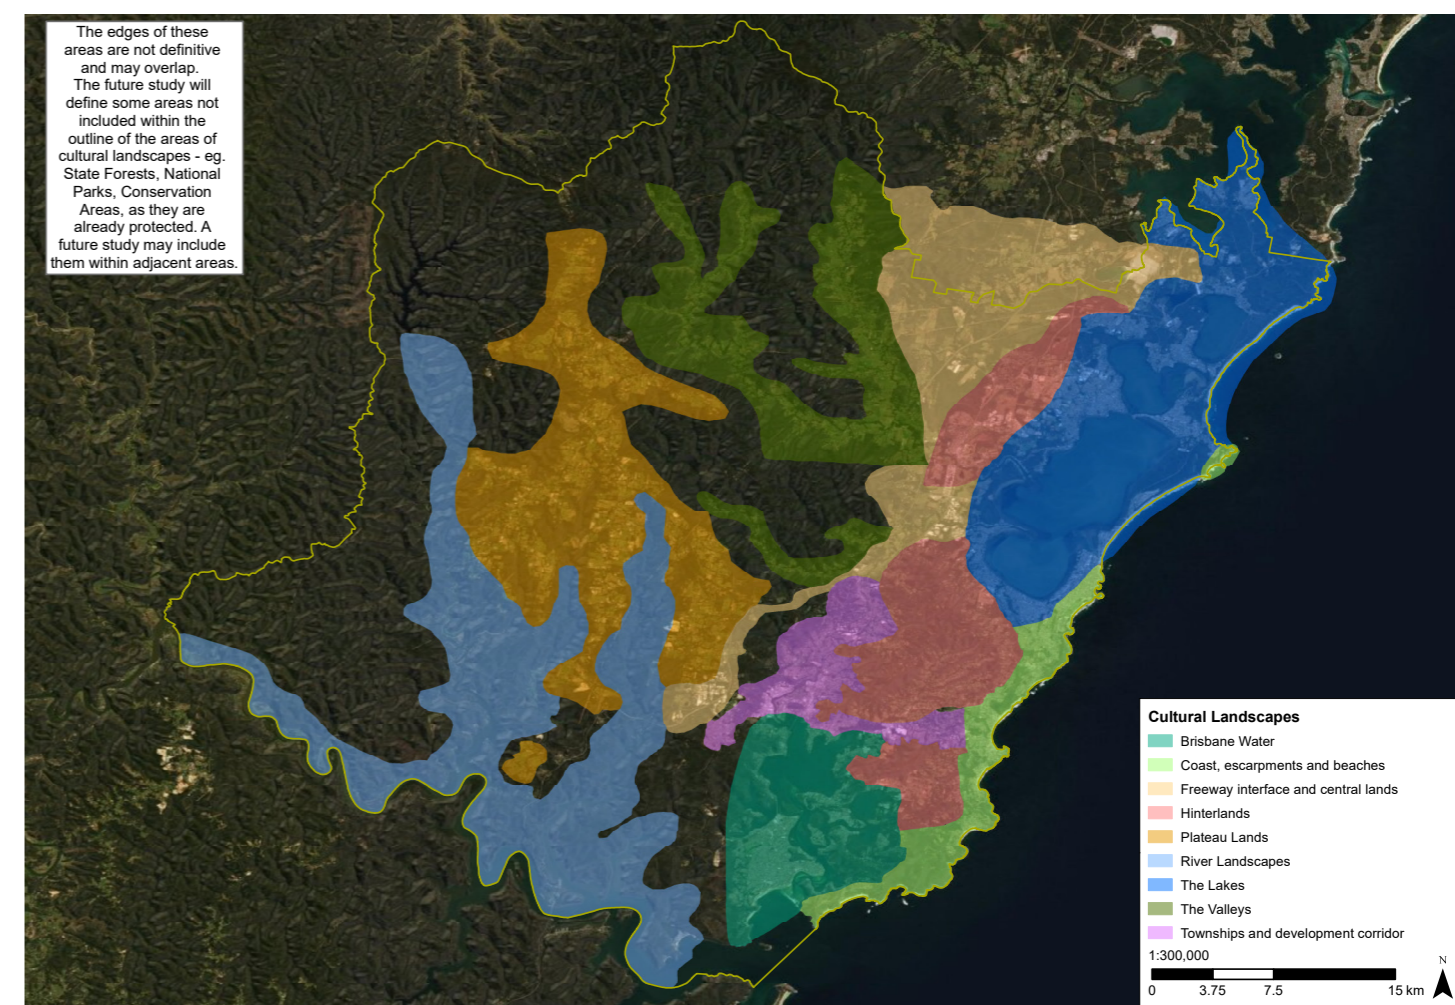 The edges of these
areas are not definitive
and may overlap.
The future study will
define some areas not
included within the
outline of the areas of
cultural landscapes - eg.
State Forests, National
Parks, Conservation
Areas, as they are
already protected. A
future study may include
them within adjacent areas.
Cultural Landscapes
Brisbane Water
Coast, escarpments and beaches
Freeway interface and central lands
Hinterlands
Plateau Lands
River Landscapes
The Lakes
The Valleys
Townships and development corridor
1:300,000
0 3.75 7.5 15 km
N